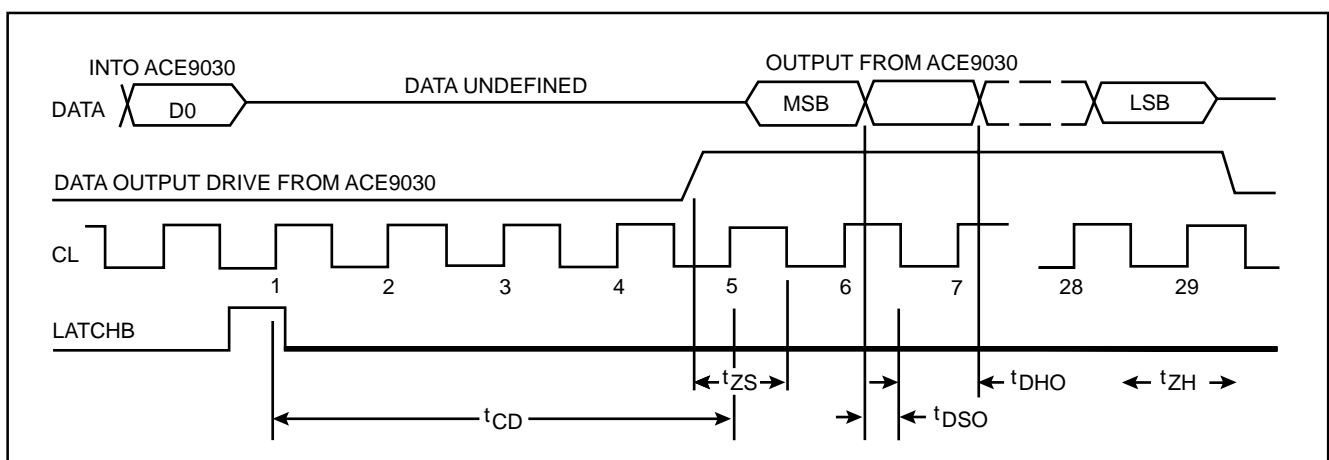 INTO ACE9030
OUTPUT FROM ACE9030
DATA
D0
DATA UNDEFINED
MSB
LSB
DATA OUTPUT DRIVE FROM ACE9030
CL
1 2 3 4 5 6 7 28 29
LATCHB
tZS
tDHO
tZH
tCD
tDSO